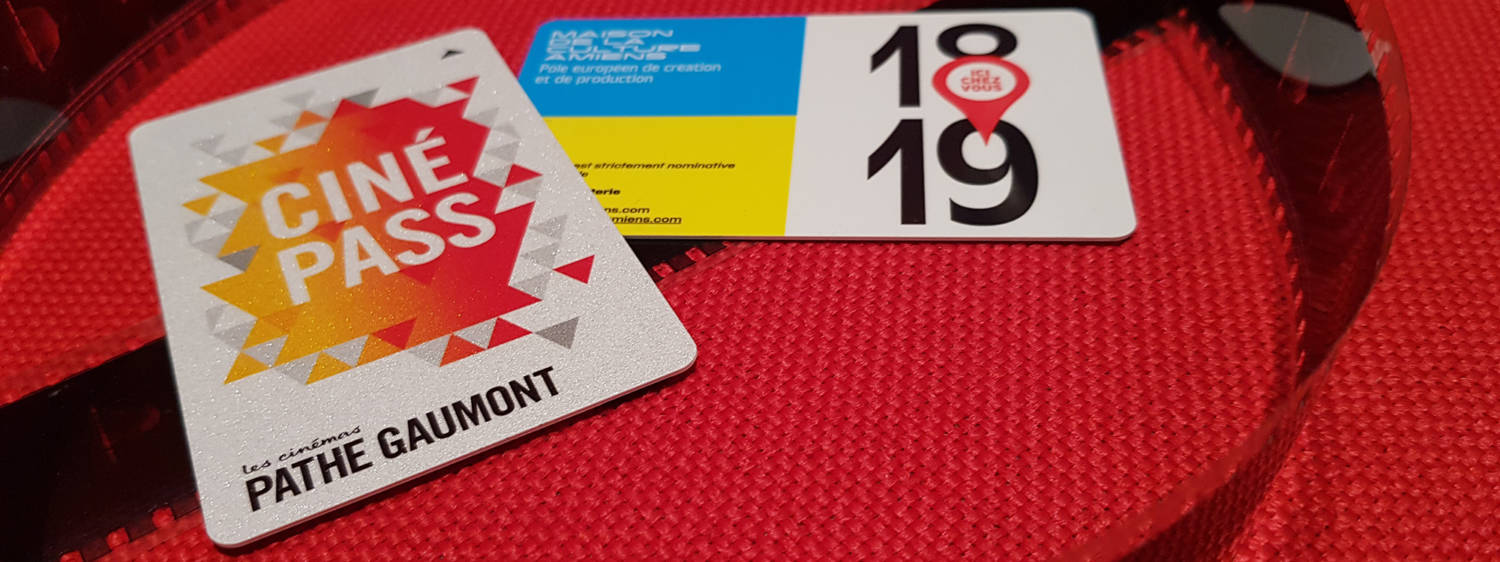 CINÉ
PASS
les cinémas
PATHE GAUMONT
MAISON
DE LA
CULTURE
AMIENS
Pôle européen de création
et de production
est strictement nominative
18
ICI
CHEZ
VOUS
19